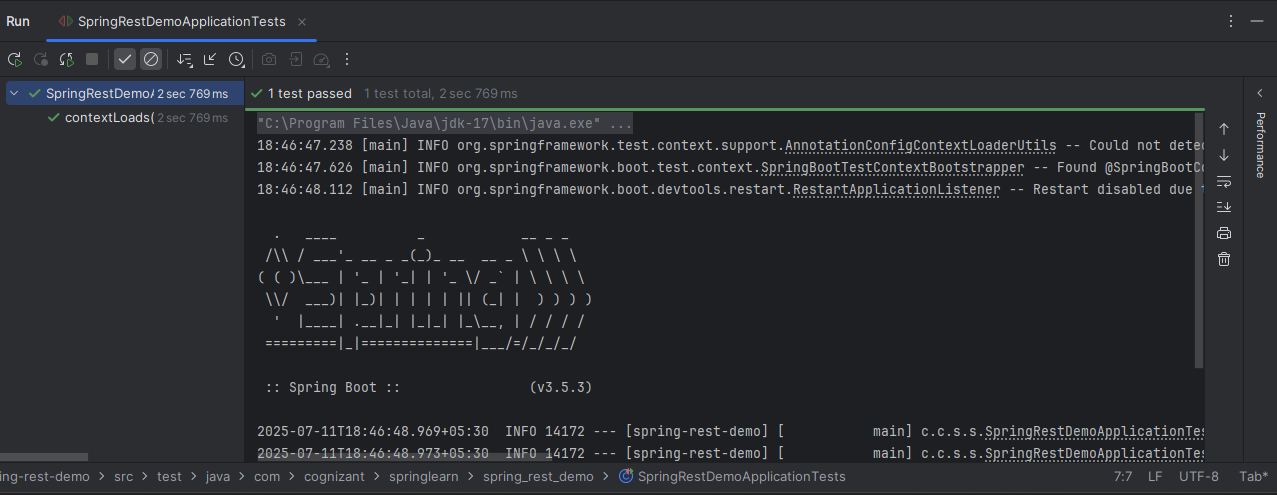 Run SpringRestDemoApplicationTests
SpringRestDemoA 2 sec 769 ms
1 test passed 1 test total, 2 sec 769 ms
contextLoads( 2 sec 769 ms
"C:\Program Files\Java\jdk-17\bin\java.exe" ...
18:46:47.238 [main] INFO org.springframework.test.context.support.AnnotationConfigContextLoaderUtils -- Could not dete
18:46:47.626 [main] INFO org.springframework.boot.test.context.SpringBootTestContextBootstrapper -- Found @SpringBootCo
18:46:48.112 [main] INFO org.springframework.boot.devtools.restart.RestartApplicationListener -- Restart disabled due
  .   ____          _            __ _ _
 /\\ / ___'_ __ _ _(_)_ __  __ _ \ \ \ \
( ( )\___ | '_ | '_| | '_ \/ _` | \ \ \ \
 \\/  ___)| |_)| | | | | || (_| |  ) ) ) )
  '  |____| .__|_| |_|_| |_\__, | / / / /
 =========|_|==============|___/=/_/_/_/
 :: Spring Boot ::                (v3.5.3)
2025-07-11T18:46:48.969+05:30  INFO 14172 --- [spring-rest-demo] [           main] c.c.s.s.SpringRestDemoApplicationTes
2025-07-11T18:46:48.973+05:30  INFO 14172 --- [spring-rest-demo] [           main] c.c.s.s.SpringRestDemoApplicationTes
Performance
ing-rest-demo > src > test > java > com > cognizant > springlearn > spring_rest_demo > SpringRestDemoApplicationTests 7:7 LF UTF-8 Tab*